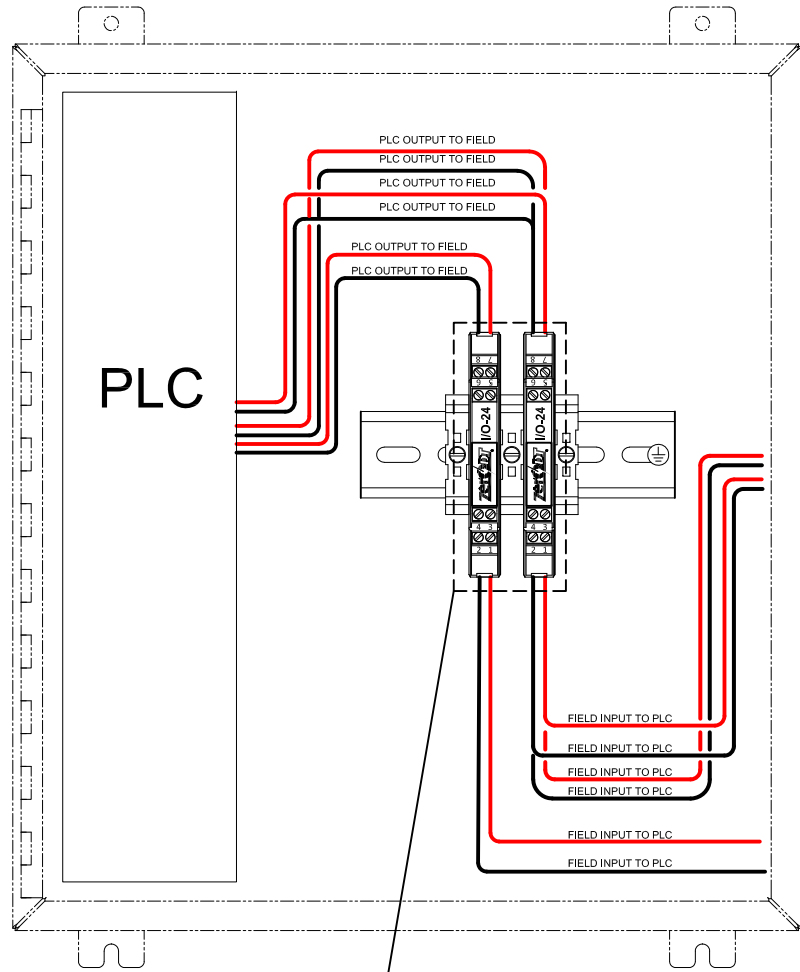 PLC OUTPUT TO FIELD
PLC OUTPUT TO FIELD
PLC OUTPUT TO FIELD
PLC OUTPUT TO FIELD
PLC OUTPUT TO FIELD
PLC OUTPUT TO FIELD
PLC
8 7
6 5
I/O-24
4 3
2 1
8 7
6 5
I/O-24
4 3
2 1
FIELD INPUT TO PLC
FIELD INPUT TO PLC
FIELD INPUT TO PLC
FIELD INPUT TO PLC
FIELD INPUT TO PLC
FIELD INPUT TO PLC